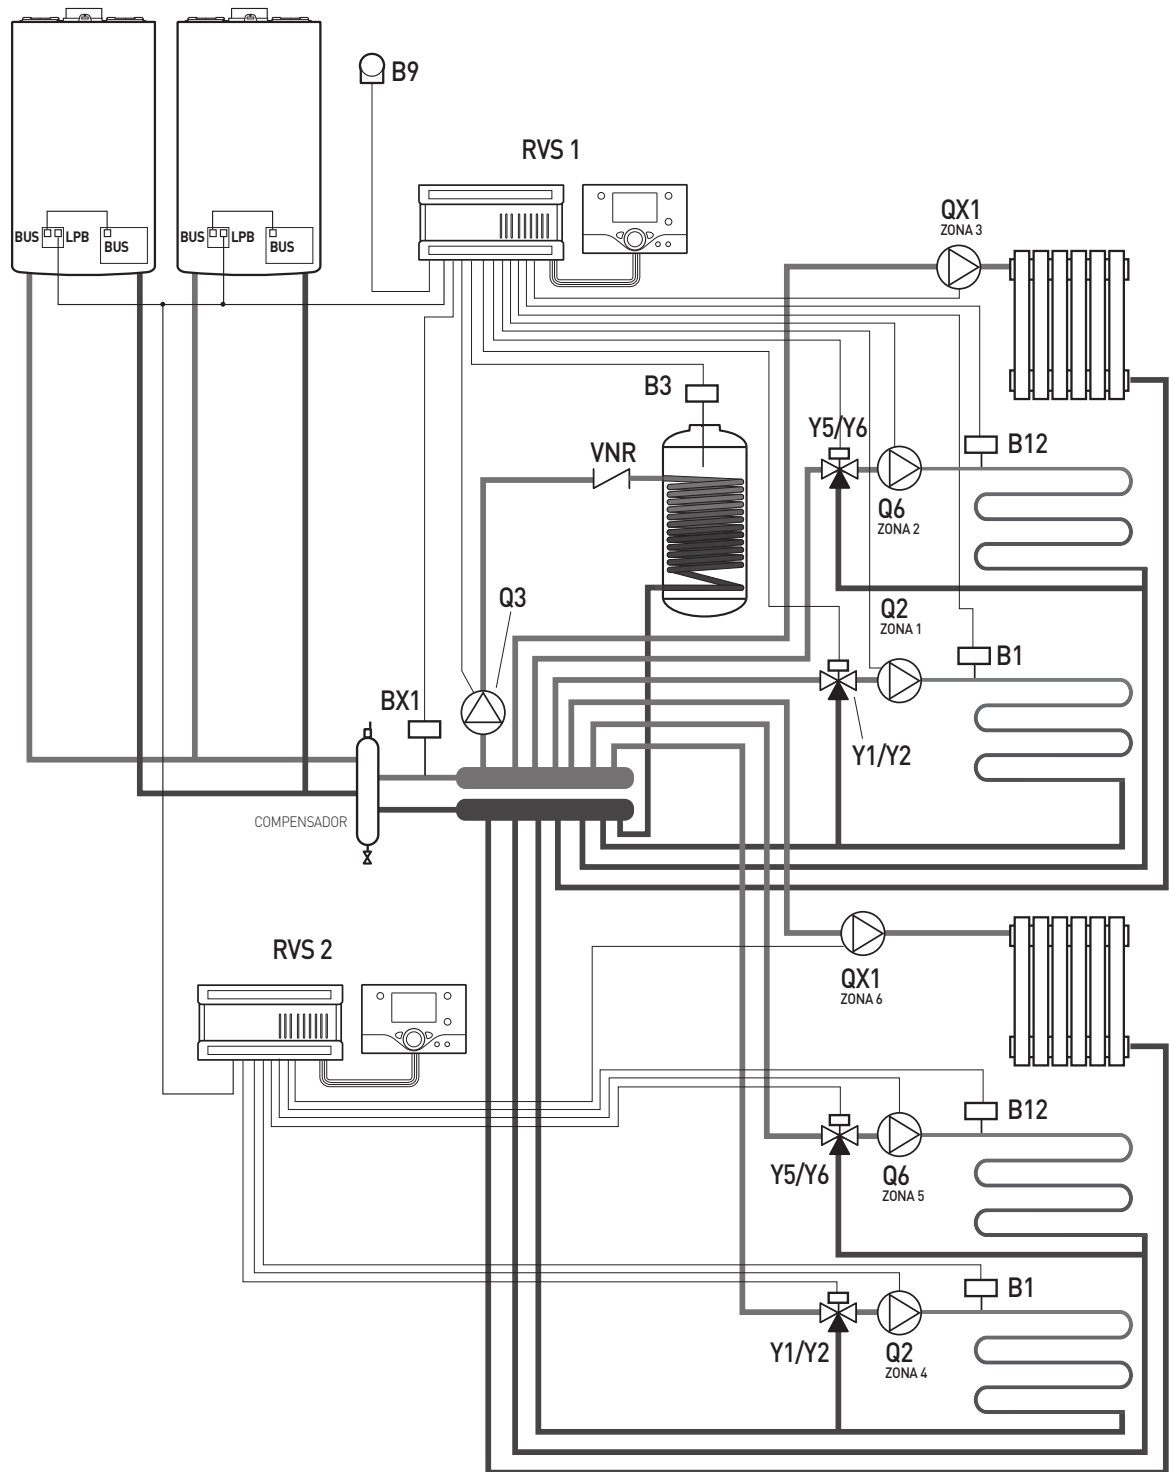 B9
RVS 1
QX1
ZONA 3
BUS
LPB
BUS
BUS
LPB
BUS
B3
Y5/Y6
B12
VNR
Q6
ZONA 2
Q3
Q2
ZONA 1
B1
BX1
Y1/Y2
COMPENSADOR
RVS 2
QX1
ZONA 6
B12
Y5/Y6
Q6
ZONA 5
B1
Y1/Y2
Q2
ZONA 4